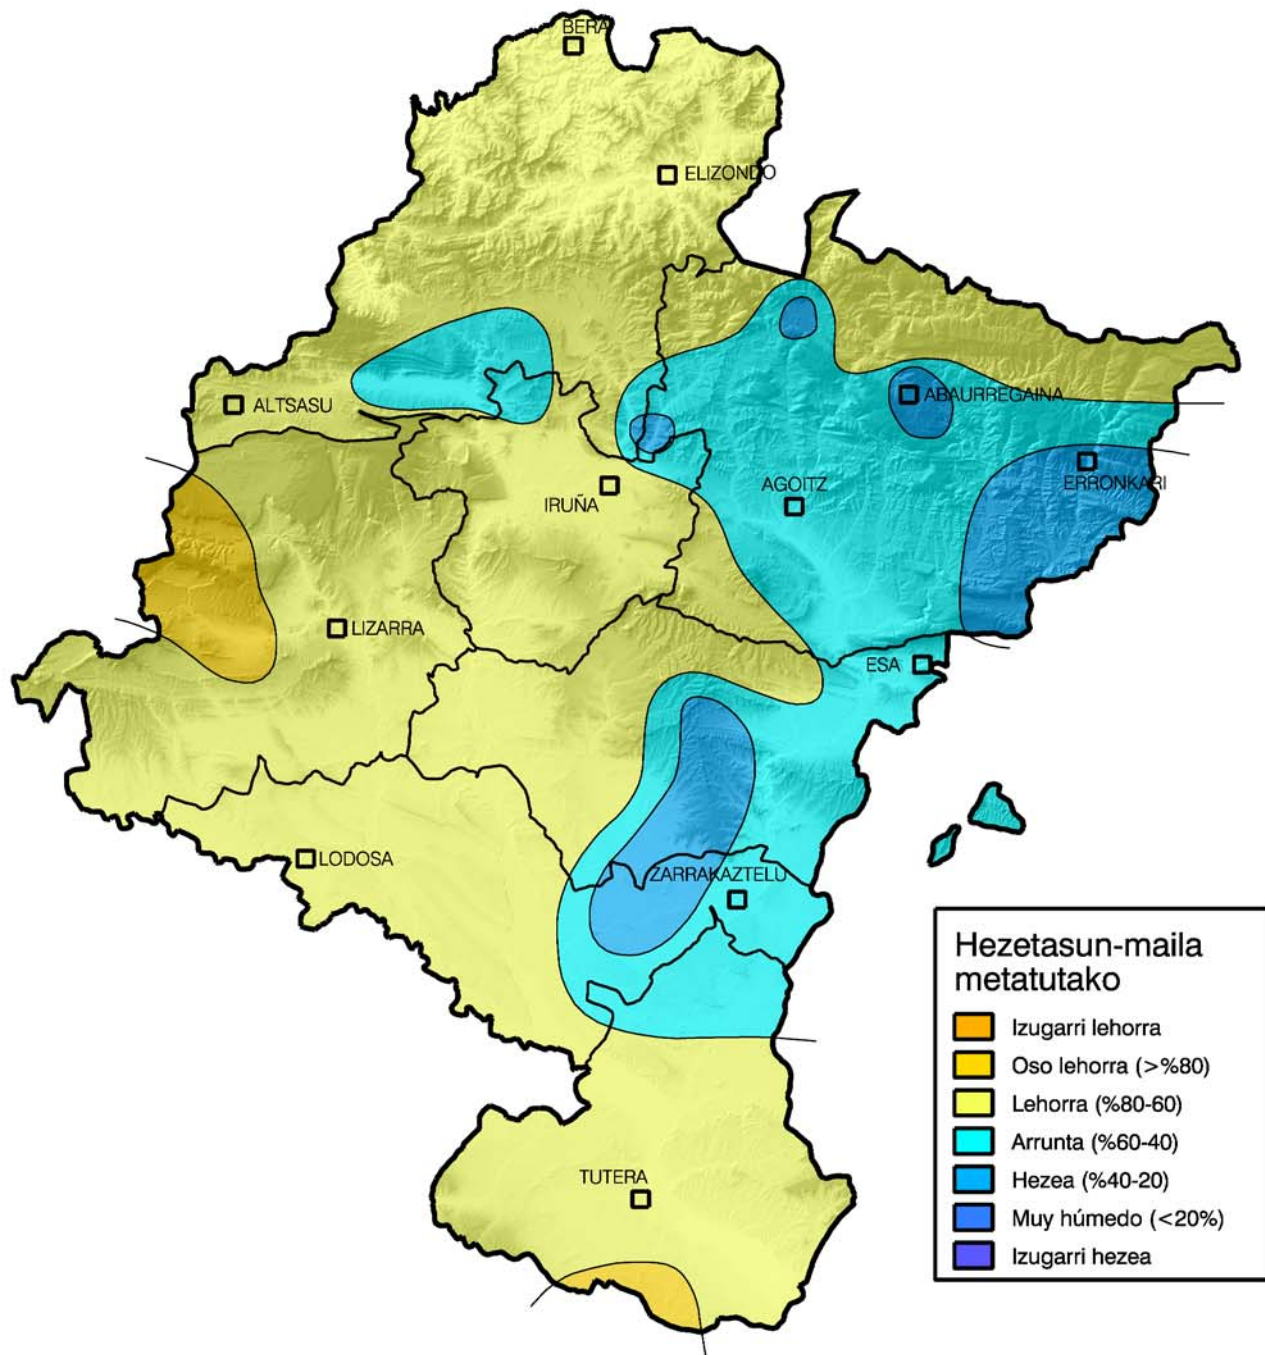 BERA
ELIZONDO
ALTSASU
ABAURREGAINA
ERRONKARI
AGOITZ
IRUÑA
LIZARRA
ESA
LODOSA
ZARRAKAZTELU
TUTERA
Hezetasun-maila
metatutako
Izugarri lehorra
Oso lehorra (>%80)
Lehorra (%80-60)
Arrunta (%60-40)
Hezea (%40-20)
Muy húmedo (<20%)
Izugarri hezea